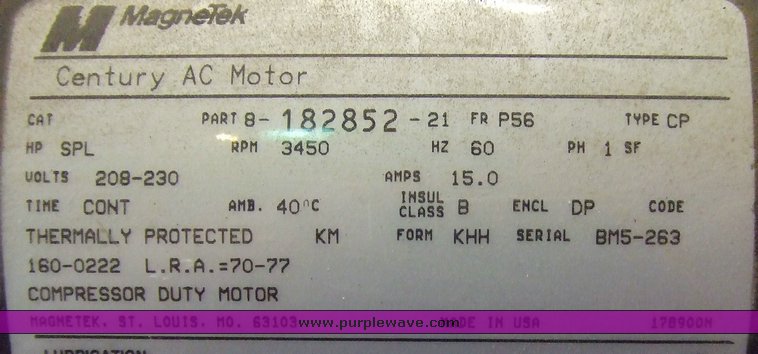 MagneTek
Century AC Motor
CAT PART 8-182852-21 FR P56 TYPE CP
HP SPL RPM 3450 HZ 60 PH 1 SF
VOLTS 208-230 AMPS 15.0
TIME CONT AMB. 40°C INSUL CLASS B ENCL DP CODE
THERMALLY PROTECTED KM FORM KHH SERIAL BM5-263
160-0222 L.R.A.=70-77
COMPRESSOR DUTY MOTOR
MAGNETEK, ST. LOUIS, MO. 63103 www.purplewave.com MADE IN USA 178900N
LUBRICATION